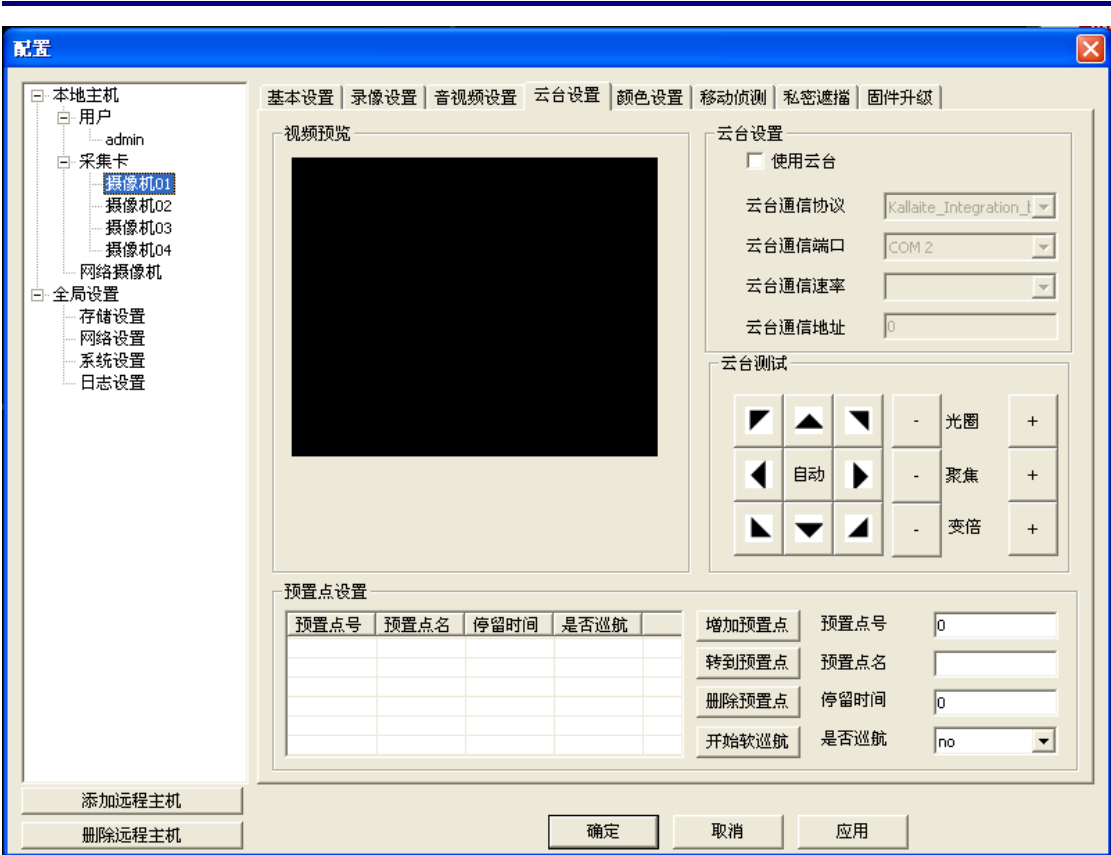 配置
本地主机
用户
admin
采集卡
摄像机01
摄像机02
摄像机03
摄像机04
网络摄像机
全局设置
存储设置
网络设置
系统设置
日志设置
添加远程主机
删除远程主机
基本设置 录像设置 音视频设置 云台设置 颜色设置 移动侦测 私密遮挡 固件升级
视频预览
云台设置
使用云台
云台通信协议 Kallaite_Integration_
云台通信端口 COM 2
云台通信速率
云台通信地址 0
云台测试
- 光圈 +
自动 - 聚焦 +
- 变倍 +
预置点设置
预置点号 预置点名 停留时间 是否巡航
增加预置点 预置点号 0
转到预置点 预置点名
删除预置点 停留时间 0
开始软巡航 是否巡航 no
确定 取消 应用